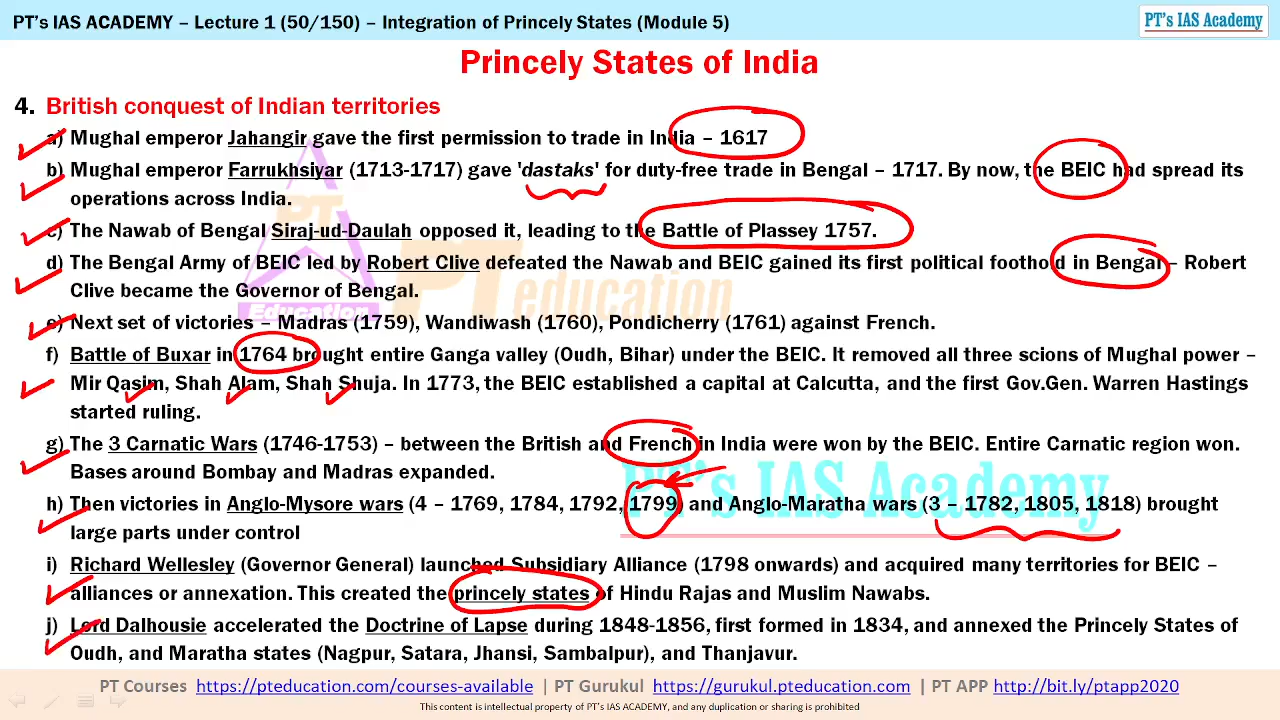 PT's IAS ACADEMY – Lecture 1 (50/150) – Integration of Princely States (Module 5)
PT's IAS Academy
Princely States of India
4. British conquest of Indian territories
a) Mughal emperor Jahangir gave the first permission to trade in India – 1617
b) Mughal emperor Farrukhsiyar (1713-1717) gave 'dastaks' for duty-free trade in Bengal – 1717. By now, the BEIC had spread its
operations across India.
c) The Nawab of Bengal Siraj-ud-Daulah opposed it, leading to the Battle of Plassey 1757.
d) The Bengal Army of BEIC led by Robert Clive defeated the Nawab and BEIC gained its first political foothold in Bengal – Robert
Clive became the Governor of Bengal.
e) Next set of victories – Madras (1759), Wandiwash (1760), Pondicherry (1761) against French.
f) Battle of Buxar in 1764 brought entire Ganga valley (Oudh, Bihar) under the BEIC. It removed all three scions of Mughal power –
Mir Qasim, Shah Alam, Shah Shuja. In 1773, the BEIC established a capital at Calcutta, and the first Gov.Gen. Warren Hastings
started ruling.
g) The 3 Carnatic Wars (1746-1753) – between the British and French in India were won by the BEIC. Entire Carnatic region won.
Bases around Bombay and Madras expanded.
h) Then victories in Anglo-Mysore wars (4 – 1769, 1784, 1792, 1799) and Anglo-Maratha wars (3 – 1782, 1805, 1818) brought
large parts under control
i) Richard Wellesley (Governor General) launched Subsidiary Alliance (1798 onwards) and acquired many territories for BEIC –
alliances or annexation. This created the princely states of Hindu Rajas and Muslim Nawabs.
j) Lord Dalhousie accelerated the Doctrine of Lapse during 1848-1856, first formed in 1834, and annexed the Princely States of
Oudh, and Maratha states (Nagpur, Satara, Jhansi, Sambalpur), and Thanjavur.
PT
Education
PT education
PT's IAS Academy
PT Courses https://pteducation.com/courses-available | PT Gurukul https://gurukul.pteducation.com | PT APP http://bit.ly/ptapp2020
This content is intellectual property of PT's IAS ACADEMY, and any duplication or sharing is prohibited